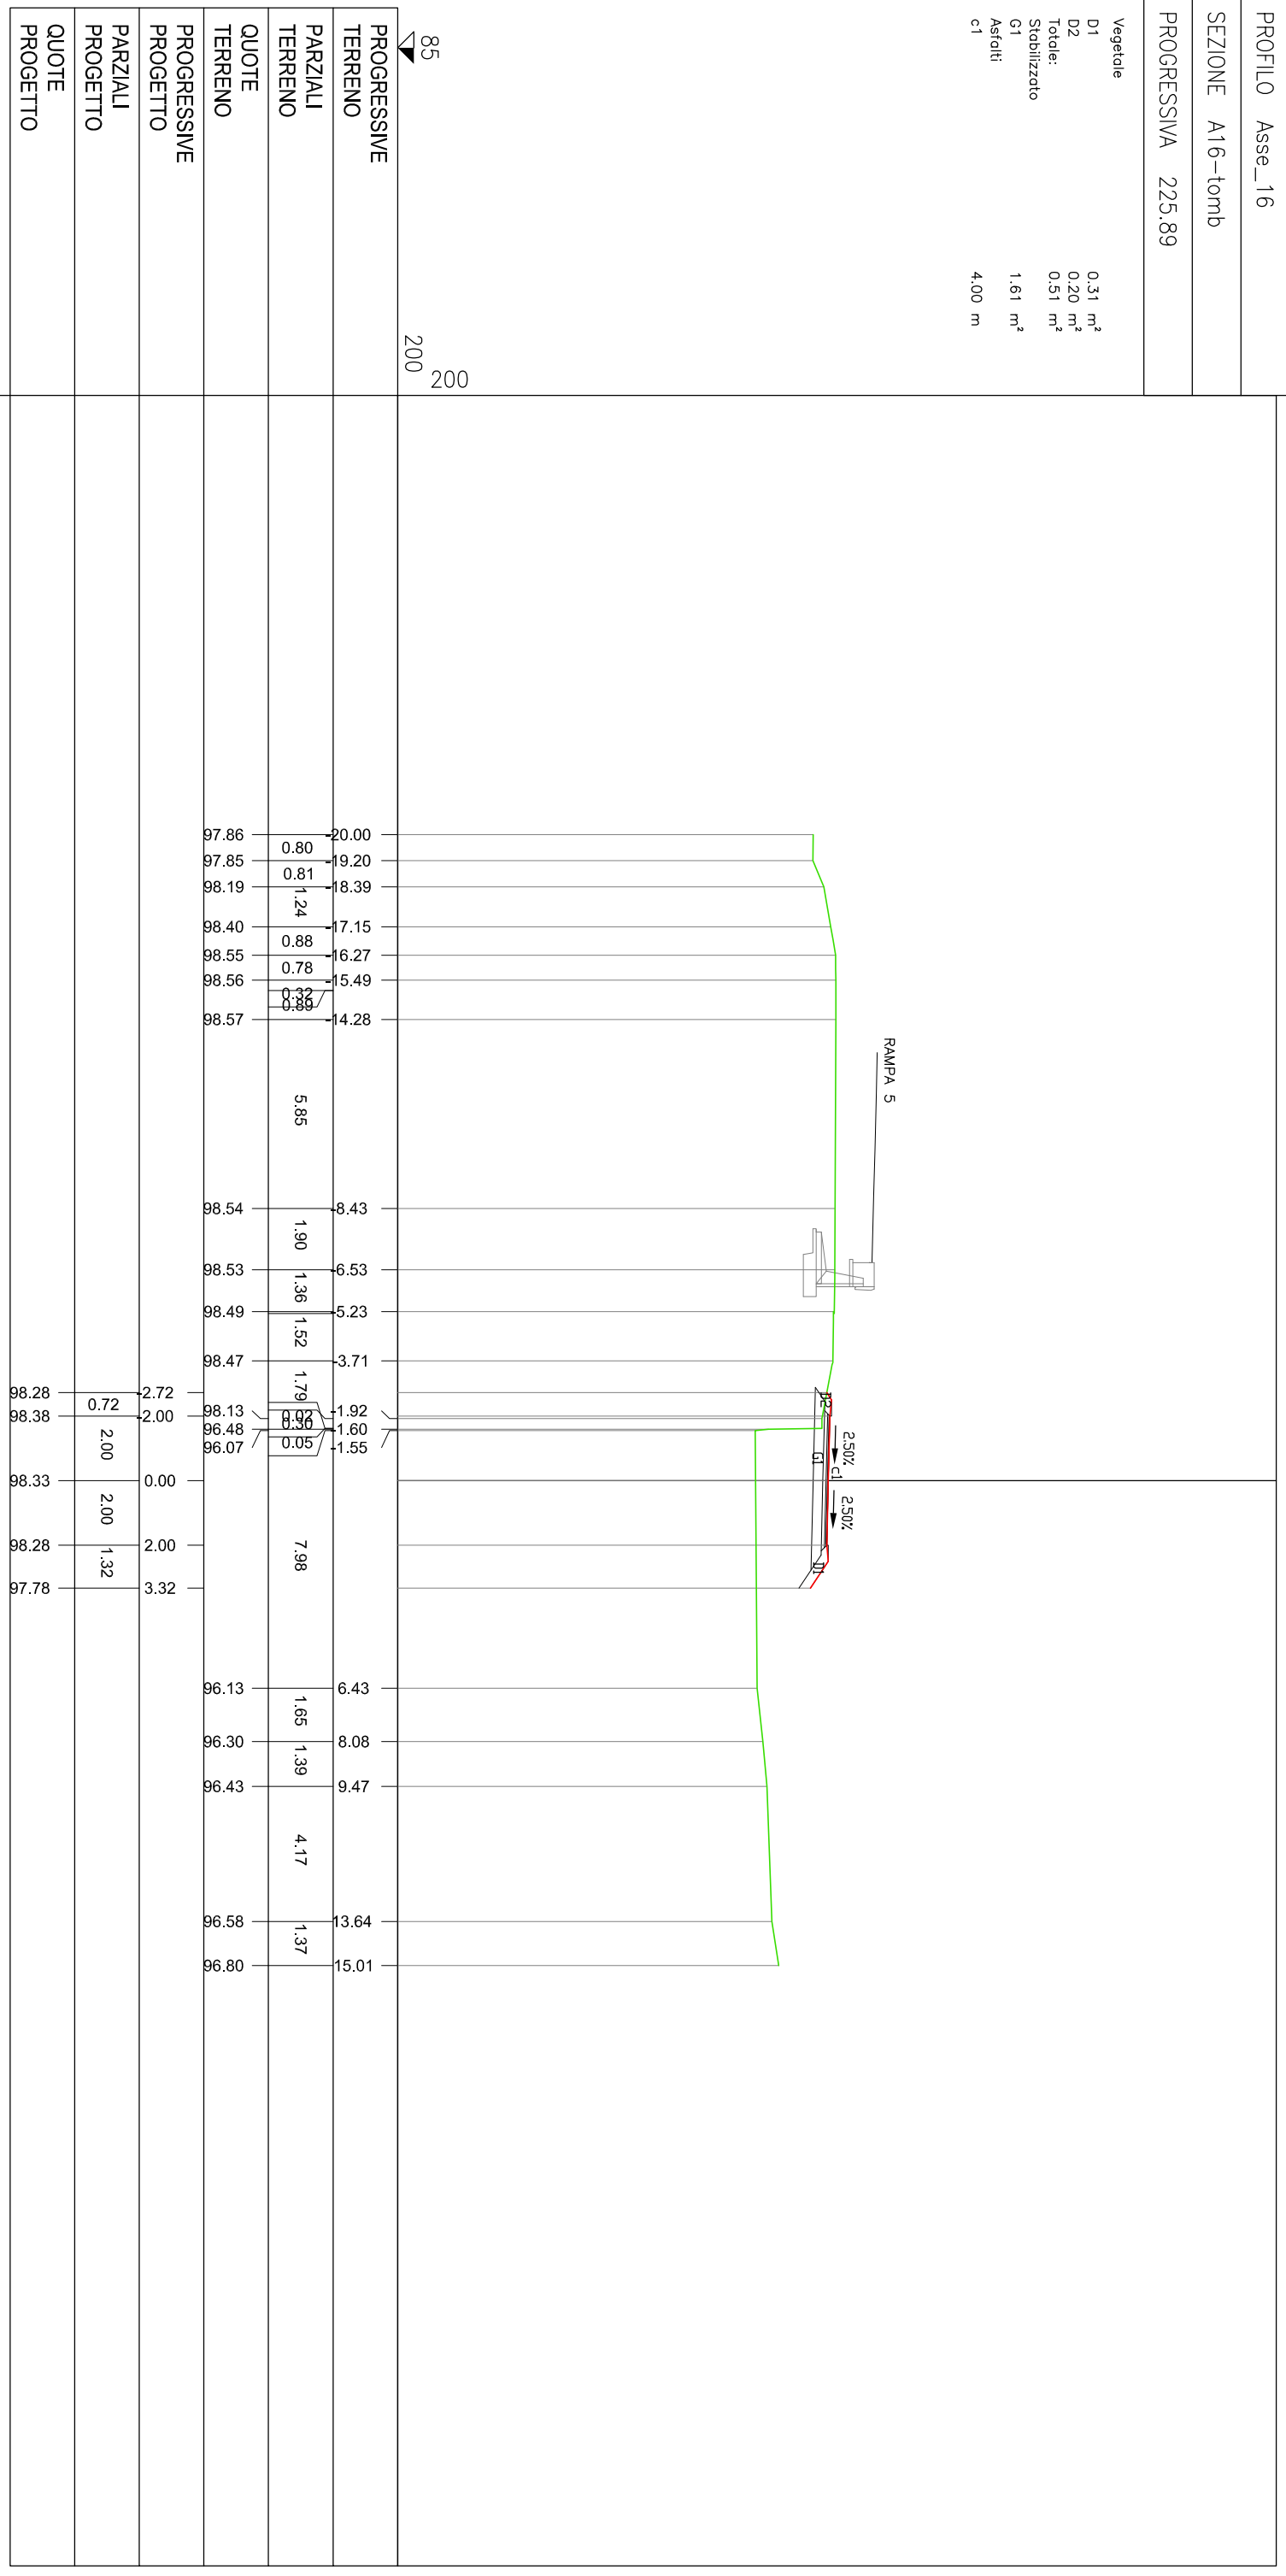 PROFILO Asse_16
SEZIONE A16-tomb
PROGRESSIVA 225.89
Vegetale
D1 0.31 m²
D2 0.20 m²
Totale: 0.51 m²
Stabilizzato
G1 1.61 m²
Asfalti
c1 4.00 m
RAMPA 5
2.50% 2.50%
c1
D2 G1 D1
85
200
200
PROGRESSIVE TERRENO
-20.00 -19.20 -18.39 -17.15 -16.27 -15.49 -14.28 -8.43 -6.53 -5.23 -3.71 -1.92 -1.60 -1.55 6.43 8.08 9.47 13.64 15.01
PARZIALI TERRENO
0.80 0.81 1.24 0.88 0.78 0.32 0.89 5.85 1.90 1.36 1.52 1.79 0.02 0.30 0.05 7.98 1.65 1.39 4.17 1.37
QUOTE TERRENO
97.86 97.85 98.19 98.40 98.55 98.56 98.57 98.54 98.53 98.49 98.47 98.13 96.48 96.07 96.13 96.30 96.43 96.58 96.80
PROGRESSIVE PROGETTO
-2.72 -2.00 0.00 2.00 3.32
PARZIALI PROGETTO
0.72 2.00 2.00 1.32
QUOTE PROGETTO
98.28 98.38 98.33 98.28 97.78